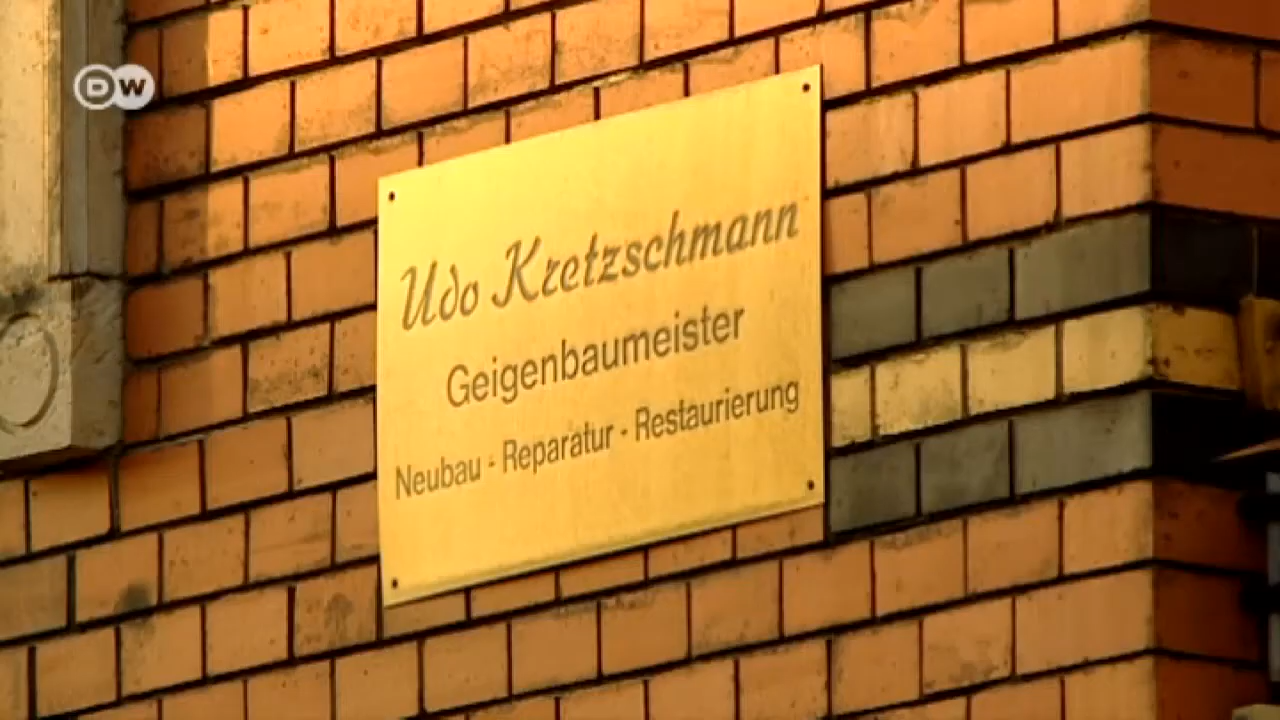 DW
Udo Kretzschmann
Geigenbaumeister
Neubau - Reparatur - Restaurierung